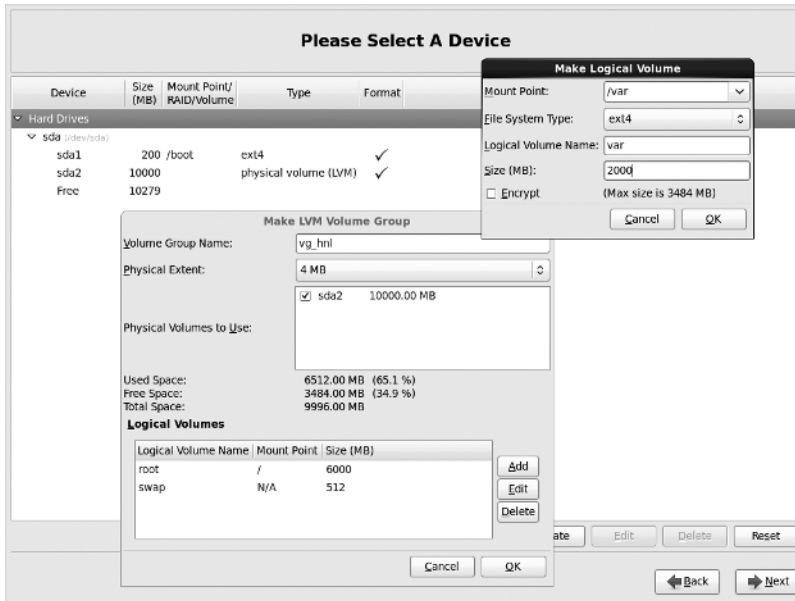 Please Select A Device
Device Size (MB) Mount Point/ RAID/Volume Type Format
Hard Drives
sda (/dev/sda)
sda1 200 /boot ext4
sda2 10000 physical volume (LVM)
Free 10279
Make Logical Volume
Mount Point: /var
File System Type: ext4
Logical Volume Name: var
Size (MB): 2000
Encrypt (Max size is 3484 MB)
Cancel OK
Make LVM Volume Group
Volume Group Name: vg_hnl
Physical Extent: 4 MB
sda2 10000.00 MB
Physical Volumes to Use:
Used Space: 6512.00 MB (65.1 %)
Free Space: 3484.00 MB (34.9 %)
Total Space: 9996.00 MB
Logical Volumes
Logical Volume Name Mount Point Size (MB)
root / 6000
swap N/A 512
Add
Edit
Delete
Cancel OK
ate Edit Delete Reset
Back Next